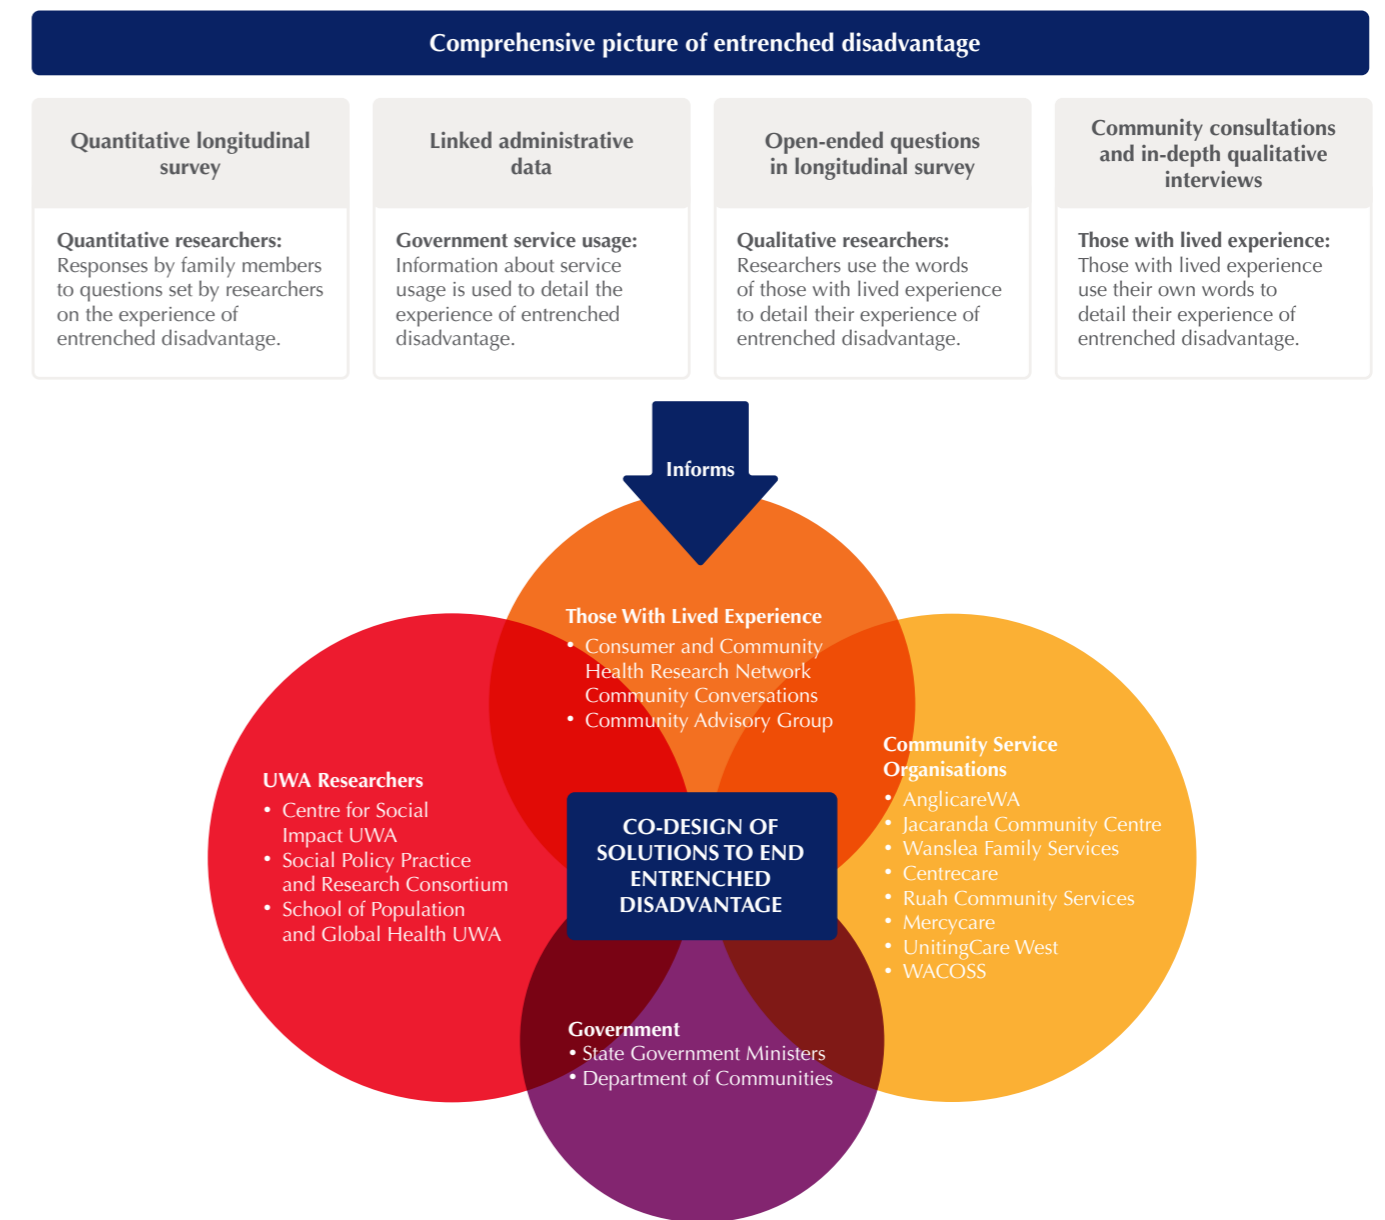 Comprehensive picture of entrenched disadvantage
Quantitative longitudinal
survey
Quantitative researchers:
Responses by family members
to questions set by researchers
on the experience of
entrenched disadvantage.
Linked administrative
data
Government service usage:
Information about service
usage is used to detail the
experience of entrenched
disadvantage.
Open-ended questions
in longitudinal survey
Qualitative researchers:
Researchers use the words
of those with lived experience
to detail their experience of
entrenched disadvantage.
Community consultations
and in-depth qualitative
interviews
Those with lived experience:
Those with lived experience
use their own words to
detail their experience of
entrenched disadvantage.
Informs
Those With Lived Experience
• Consumer and Community
Health Research Network
Community Conversations
• Community Advisory Group
UWA Researchers
• Centre for Social
Impact UWA
• Social Policy Practice
and Research Consortium
• School of Population
and Global Health UWA
CO-DESIGN OF
SOLUTIONS TO END
ENTRENCHED
DISADVANTAGE
Community Service
Organisations
• AnglicareWA
• Jacaranda Community Centre
• Wanslea Family Services
• Centrecare
• Ruah Community Services
• Mercycare
• UnitingCare West
• WACOSS
Government
• State Government Ministers
• Department of Communities